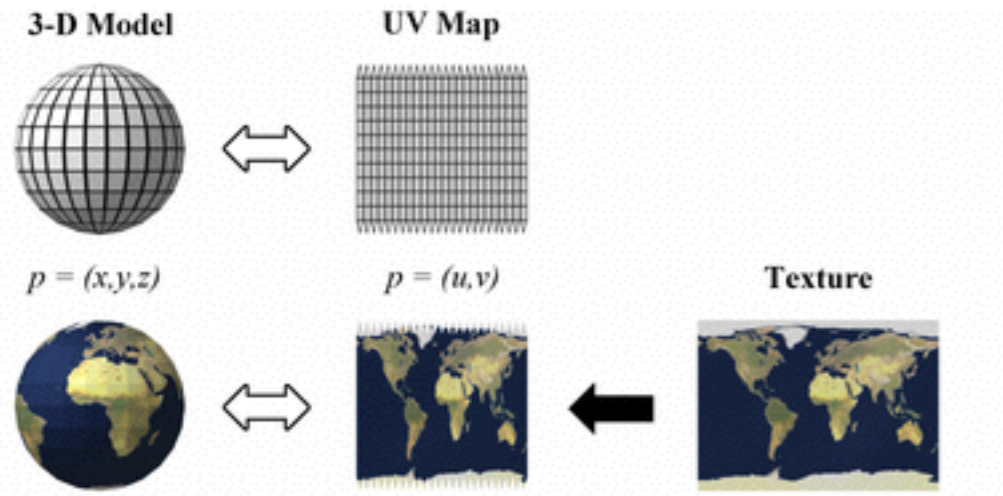 3-D Model
UV Map
p = (x,y,z)
p = (u,v)
Texture